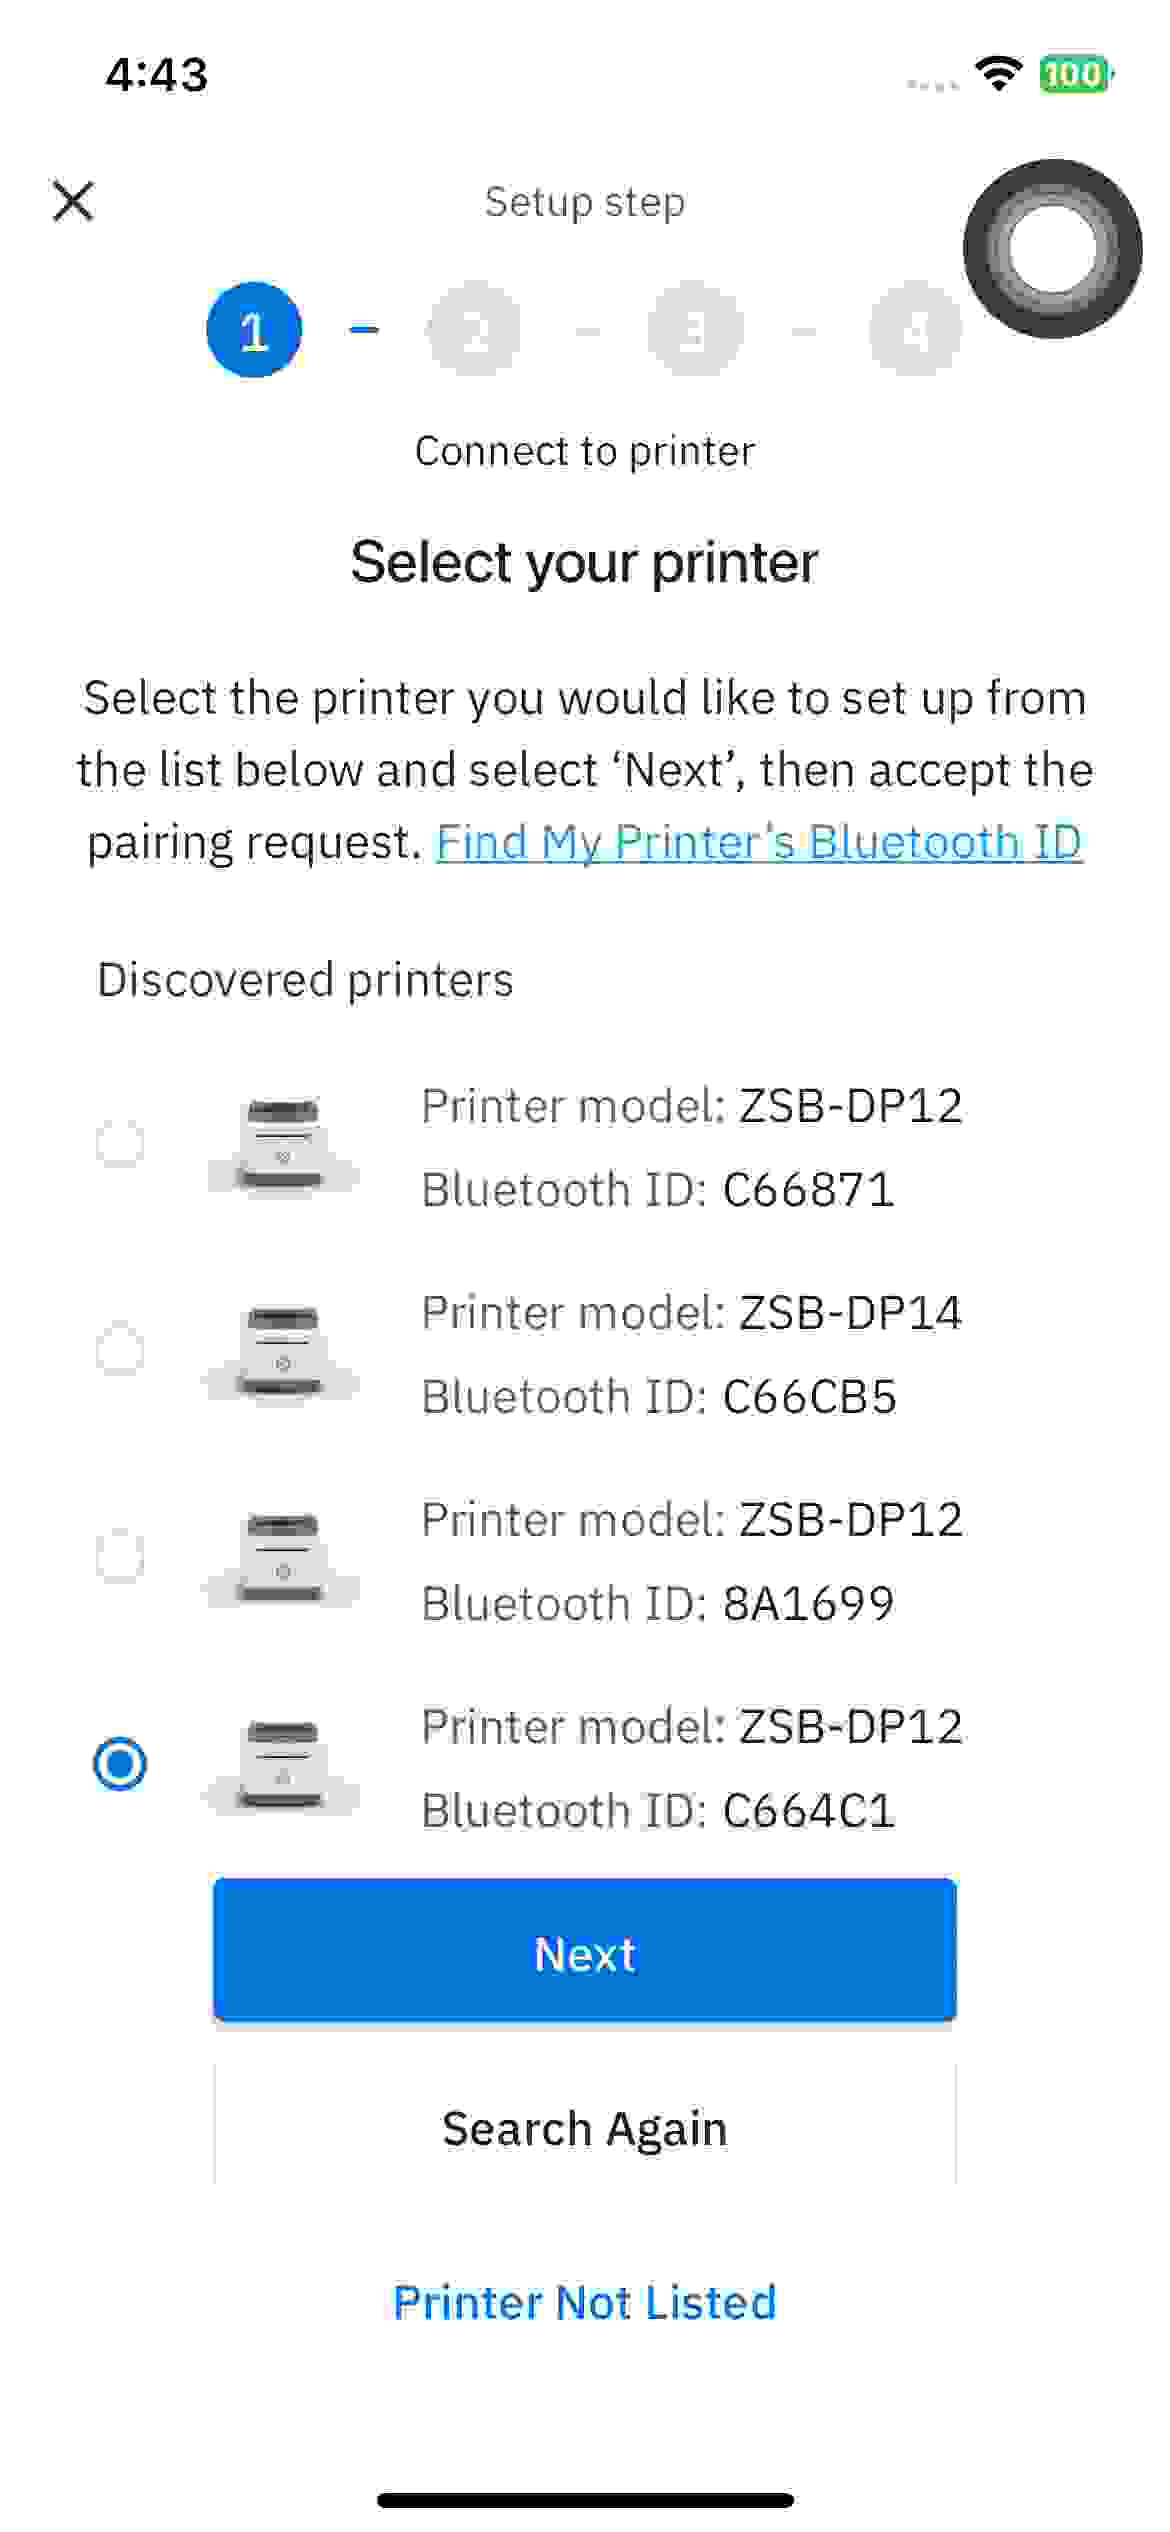 4:43
100
Setup step
1
2
3
4
Connect to printer
Select your printer
Select the printer you would like to set up from
the list below and select ‘Next’, then accept the
pairing request. Find My Printer's Bluetooth ID
Discovered printers
Printer model: ZSB-DP12
Bluetooth ID: C66871
Printer model: ZSB-DP14
Bluetooth ID: C66CB5
Printer model: ZSB-DP12
Bluetooth ID: 8A1699
Printer model: ZSB-DP12
Bluetooth ID: C664C1
Next
Search Again
Printer Not Listed